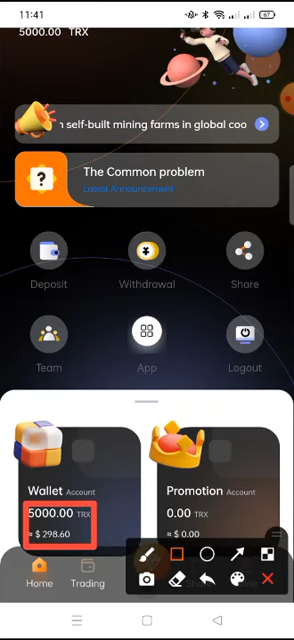 11:41
67
5000.00 TRX
n self-built mining farms in global coo
The Common problem
Latest Announcement
Deposit
Withdrawal
Share
Team
App
Logout
Wallet Account
5000.00 TRX
≈ $ 298.60
Promotion Account
0.00 TRX
≈ $ 0.00
Home
Trading